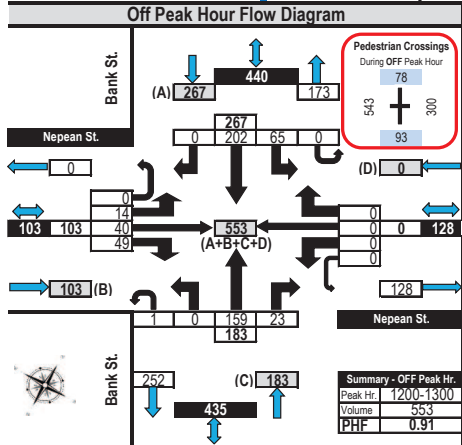 Off Peak Hour Flow Diagram
Bank St.
440
(A) 267
173
Pedestrian Crossings
During OFF Peak Hour
78
543
300
93
267
0 202 65 0
Nepean St.
0
(D) 0
0
14
103 103 40
49
553
(A+B+C+D)
0
0 0 128
0
0
103 (B)
128
1 0 159 23
183
Nepean St.
Bank St.
252
(C) 183
435
Summary - OFF Peak Hr.
Peak Hr. 1200-1300
Volume 553
PHF 0.91